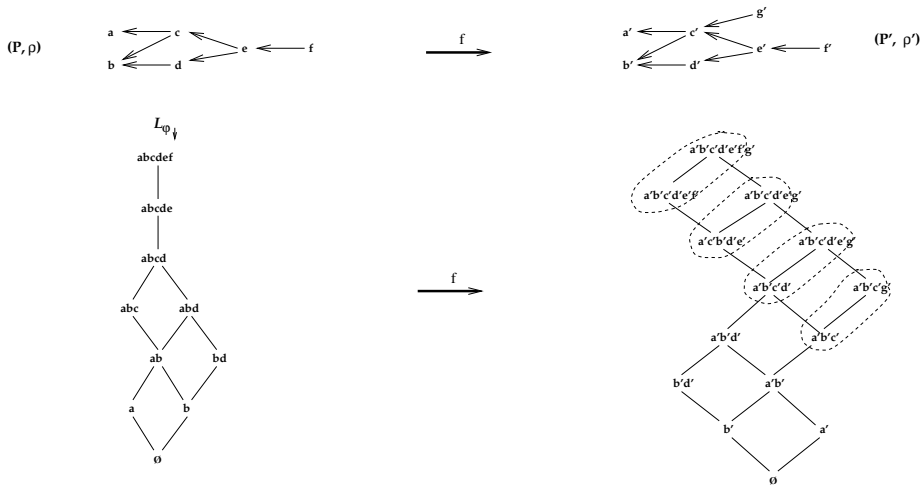 g'
a c f a' c'
(P, ρ) e f e' f' (P', ρ')
b d b' d'
L_φ↓
a'b'c'd'e'f'g'
abcdef
a'b'c'd'e'f' a'b'c'd'e'g'
abcde
a'c'b'd'e' a'b'c'd'e'g'
abcd
f
a'b'c'd' a'b'c'g'
abc abd
a'b'd' a'b'c'
ab bd
b'd' a'b'
a b
b' a'
ø
ø